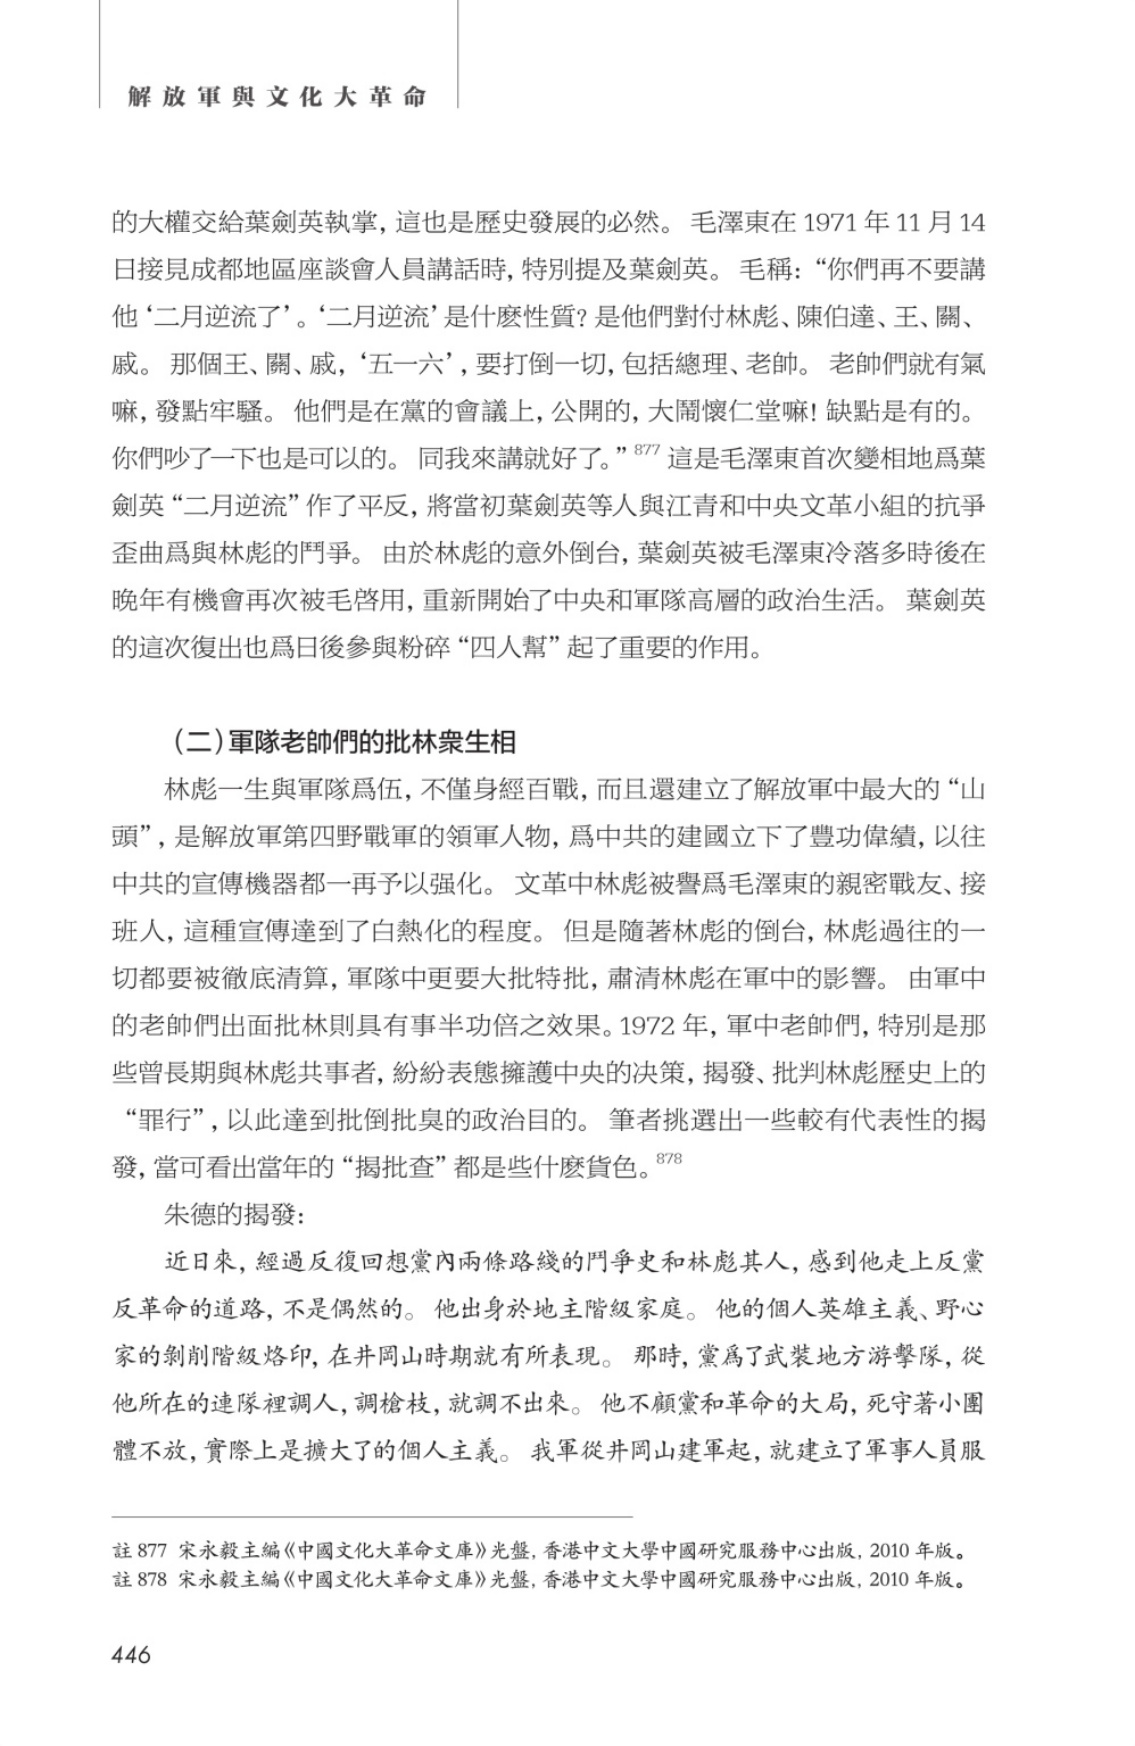 解放軍與文化大革命
的大權交給葉劍英執掌, 這也是歷史發展的必然。 毛澤東在 1971 年 11 月 14
日接見成都地區座談會人員講話時, 特別提及葉劍英。 毛稱: “你們再不要講
他 ‘二月逆流了’。‘二月逆流’ 是什麽性質? 是他們對付林彪、陳伯達、王、關、
戚。 那個王、關、戚, ‘五一六’, 要打倒一切, 包括總理、老帥。 老帥們就有氣
嘛, 發點牢騷。 他們是在黨的會議上, 公開的, 大鬧懷仁堂嘛! 缺點是有的。
你們吵了一下也是可以的。 同我來講就好了。” 877 這是毛澤東首次變相地爲葉
劍英 “二月逆流” 作了平反, 將當初葉劍英等人與江青和中央文革小組的抗爭
歪曲爲與林彪的鬥爭。 由於林彪的意外倒台, 葉劍英被毛澤東冷落多時後在
晚年有機會再次被毛啓用, 重新開始了中央和軍隊高層的政治生活。 葉劍英
的這次復出也爲日後參與粉碎 “四人幫” 起了重要的作用。
(二) 軍隊老帥們的批林衆生相
林彪一生與軍隊爲伍, 不僅身經百戰, 而且還建立了解放軍中最大的 “山
頭”, 是解放軍第四野戰軍的領軍人物, 爲中共的建國立下了豐功偉績, 以往
中共的宣傳機器都一再予以强化。 文革中林彪被譽爲毛澤東的親密戰友、接
班人, 這種宣傳達到了白熱化的程度。 但是隨著林彪的倒台, 林彪過往的一
切都要被徹底清算, 軍隊中更要大批特批, 肅清林彪在軍中的影響。 由軍中
的老帥們出面批林則具有事半功倍之效果。1972 年, 軍中老帥們, 特別是那
些曾長期與林彪共事者, 紛紛表態擁護中央的決策, 揭發、批判林彪歷史上的
“罪行”, 以此達到批倒批臭的政治目的。 筆者挑選出一些較有代表性的揭
發, 當可看出當年的 “揭批查” 都是些什麽貨色。878
朱德的揭發:
近日來, 經過反復回想黨內兩條路綫的鬥爭史和林彪其人, 感到他走上反黨
反革命的道路, 不是偶然的。 他出身於地主階級家庭。 他的個人英雄主義、野心
家的剝削階級烙印, 在井岡山時期就有所表現。 那時, 黨爲了武裝地方游擊隊, 從
他所在的連隊裡調人, 調槍枝, 就調不出來。 他不顧黨和革命的大局, 死守著小團
體不放, 實際上是擴大了的個人主義。 我軍從井岡山建軍起, 就建立了軍事人員服
註 877 宋永毅主編《中國文化大革命文庫》光盤, 香港中文大學中國研究服務中心出版, 2010 年版。
註 878 宋永毅主編《中國文化大革命文庫》光盤, 香港中文大學中國研究服務中心出版, 2010 年版。
446